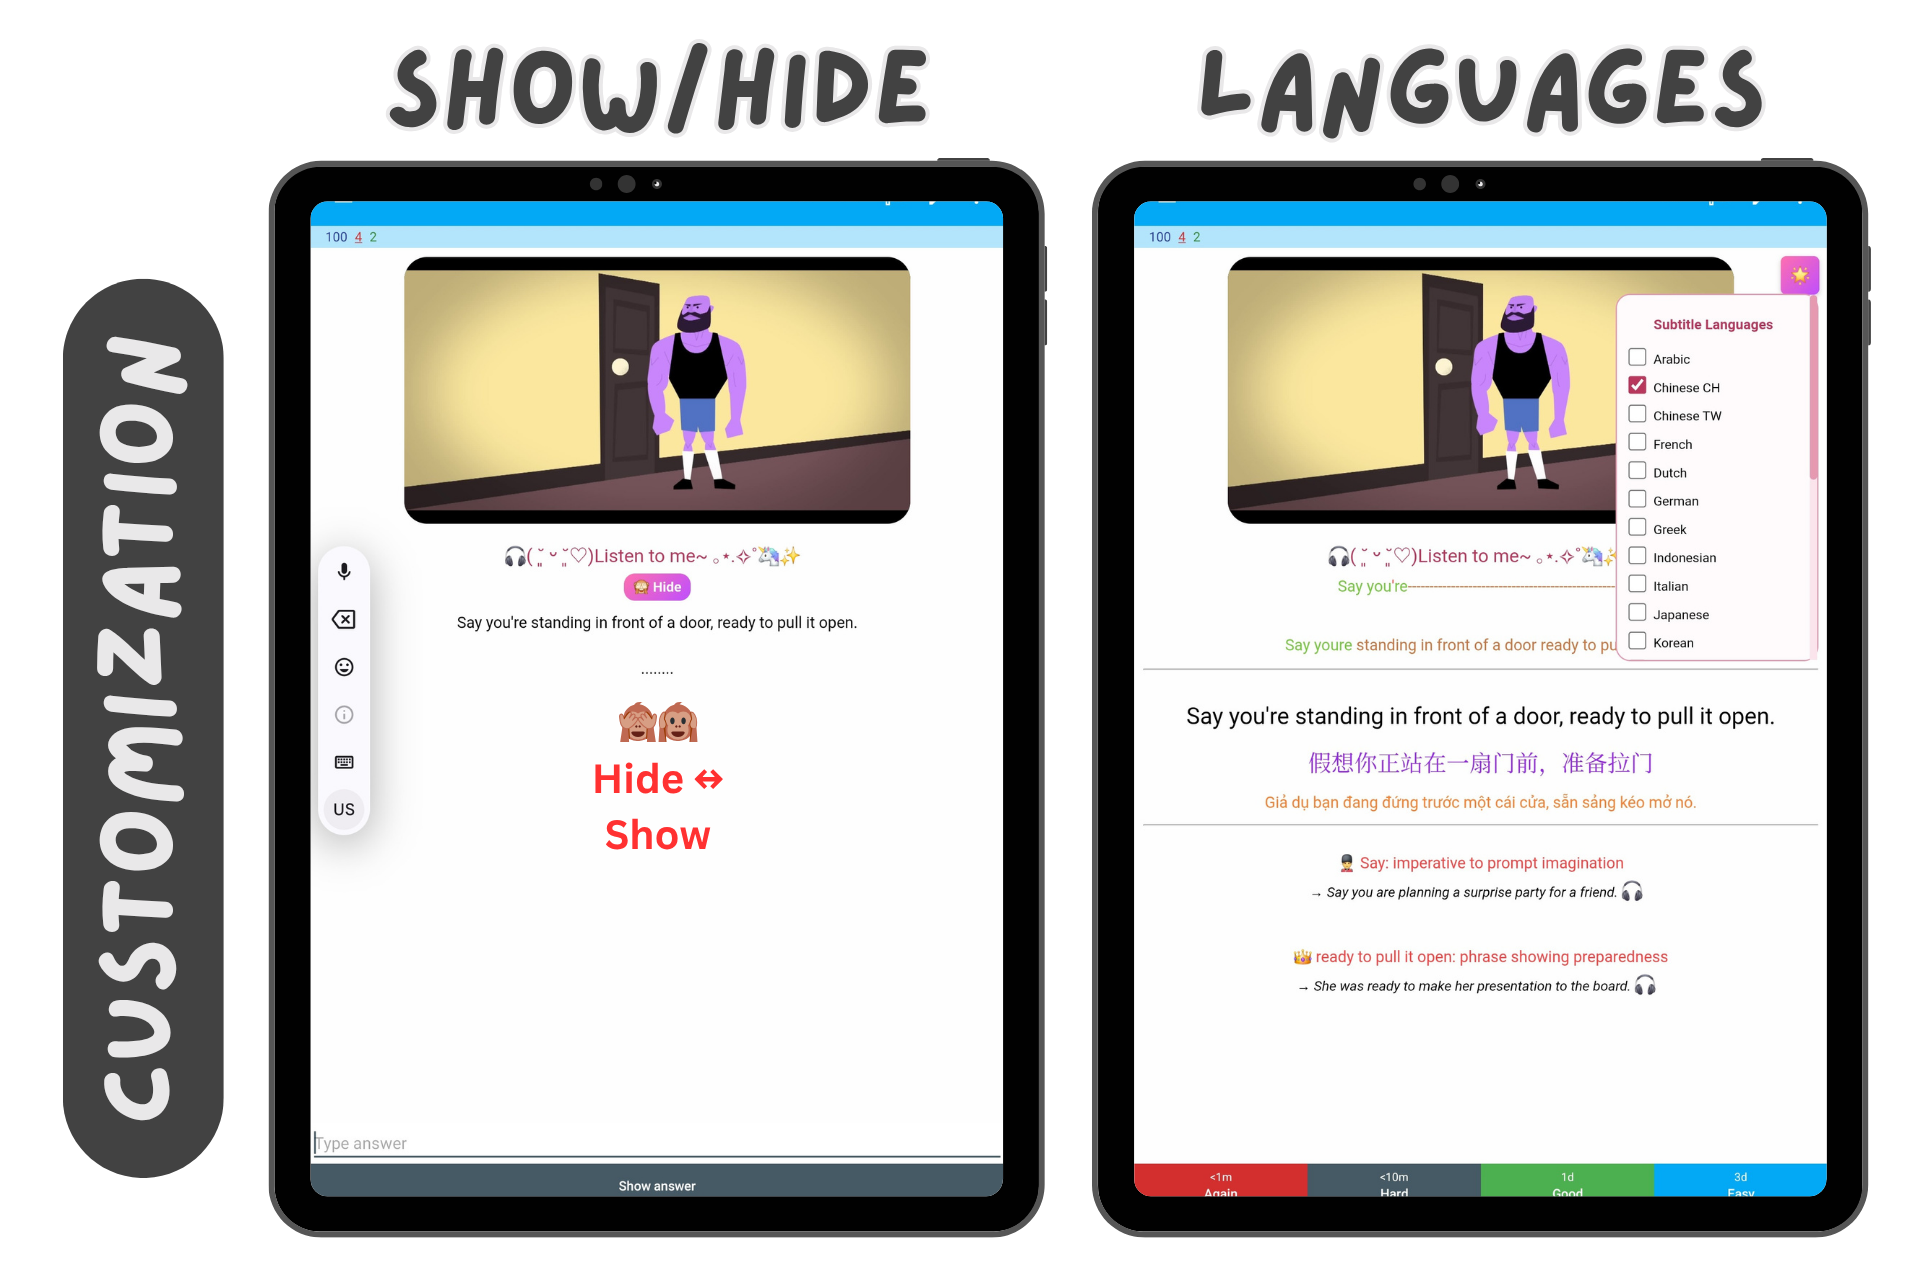 SHOW/HIDE
LANGUAGES
CUSTOMIZATION
100 4 2
🎧( ˘͈ ᵕ ˘͈♡)Listen to me~ ｡⋆.✧˚🦄✨
🙈 Hide
Say you're standing in front of a door, ready to pull it open.
........
🙈🐵
Hide ↔
Show
US
Type answer
Show answer
100 4 2
Subtitle Languages
Arabic
Chinese CH
Chinese TW
French
Dutch
German
Greek
Indonesian
Italian
Japanese
Korean
🎧( ˘͈ ᵕ ˘͈♡)Listen to me~ ｡⋆.✧˚🦄
Say you're----------------------------------------------------
Say youre standing in front of a door ready to pu
Say you're standing in front of a door, ready to pull it open.
假想你正站在一扇门前，准备拉门
Giả dụ bạn đang đứng trước một cái cửa, sẵn sảng kéo mở nó.
💂 Say: imperative to prompt imagination
→ Say you are planning a surprise party for a friend. 🎧
👑 ready to pull it open: phrase showing preparedness
→ She was ready to make her presentation to the board. 🎧
<1m <10m 1d 3d
Again Hard Good Easy